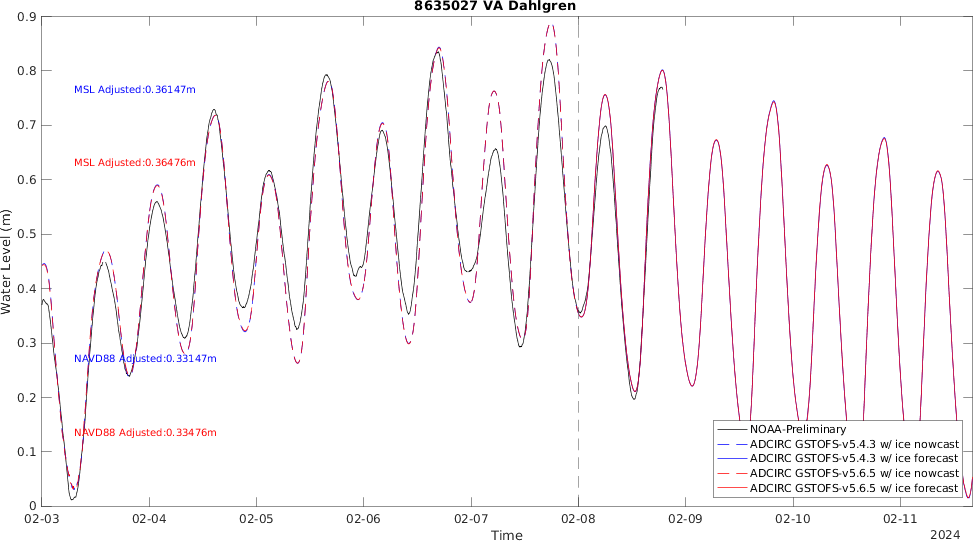 8635027 VA Dahlgren
Water Level (m)
0.9
0.8
0.7
0.6
0.5
0.4
0.3
0.2
0.1
0
MSL Adjusted:0.36147m
MSL Adjusted:0.36476m
NAVD88 Adjusted:0.33147m
NAVD88 Adjusted:0.33476m
NOAA-Preliminary
ADCIRC GSTOFS-v5.4.3 w/ ice nowcast
ADCIRC GSTOFS-v5.4.3 w/ ice forecast
ADCIRC GSTOFS-v5.6.5 w/ ice nowcast
ADCIRC GSTOFS-v5.6.5 w/ ice forecast
02-03 02-04 02-05 02-06 02-07 02-08 02-09 02-10 02-11
Time
2024